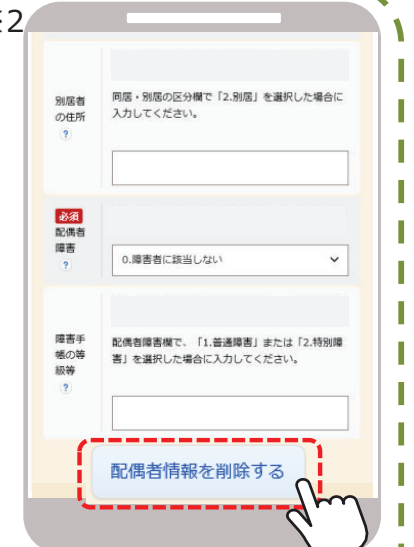 ※2
別居者
の住所
?
同居・別居の区分欄で「2.別居」を選択した場合に
入力してください。
必須
配偶者
障害
?
0.障害者に該当しない
障害手
帳の等
級等
?
配偶者障害欄で、「1.普通障害」または「2.特別障
害」を選択した場合に入力してください。
配偶者情報を削除する